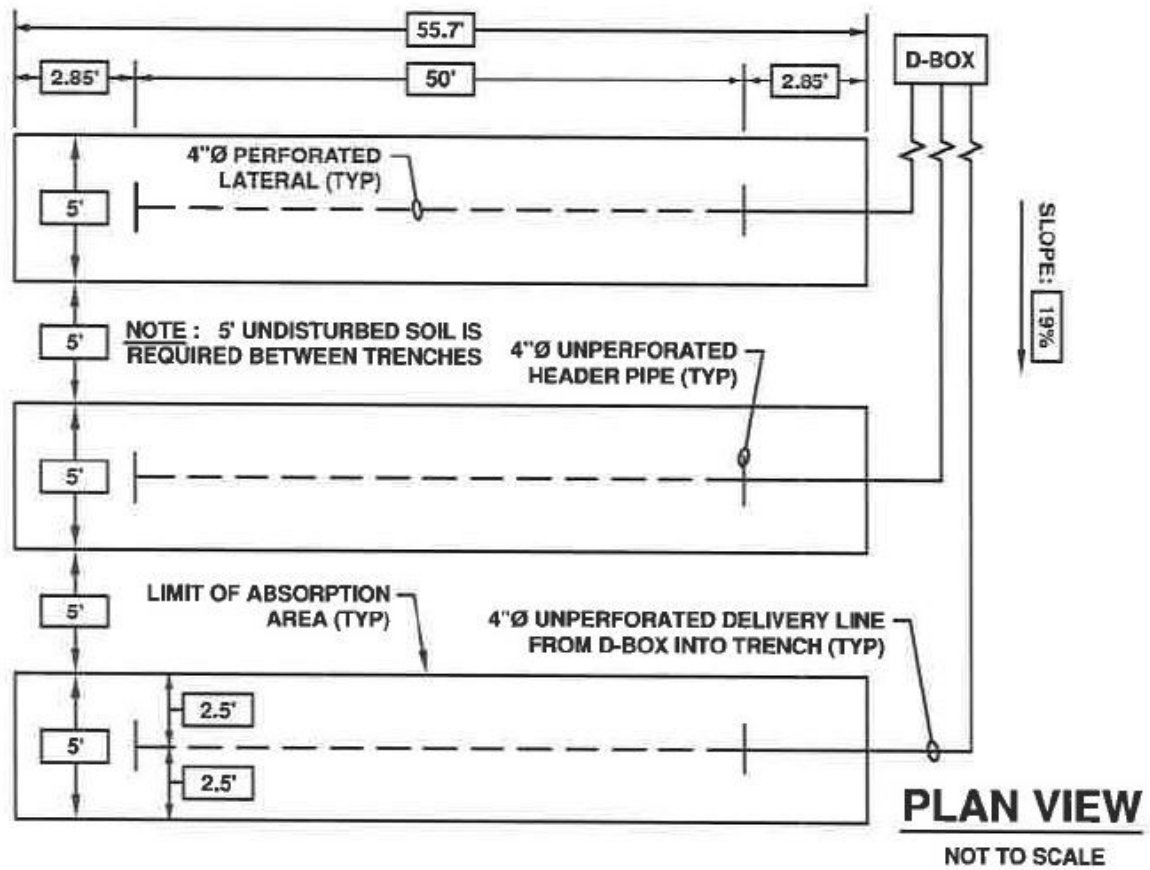 55.7'
2.85'
50'
2.85'
D-BOX
4"Ø PERFORATED
LATERAL (TYP)
5'
SLOPE: 19%
5'
NOTE : 5' UNDISTURBED SOIL IS
REQUIRED BETWEEN TRENCHES
4"Ø UNPERFORATED
HEADER PIPE (TYP)
5'
5'
LIMIT OF ABSORPTION
AREA (TYP)
4"Ø UNPERFORATED DELIVERY LINE
FROM D-BOX INTO TRENCH (TYP)
2.5'
5'
2.5'
PLAN VIEW
NOT TO SCALE